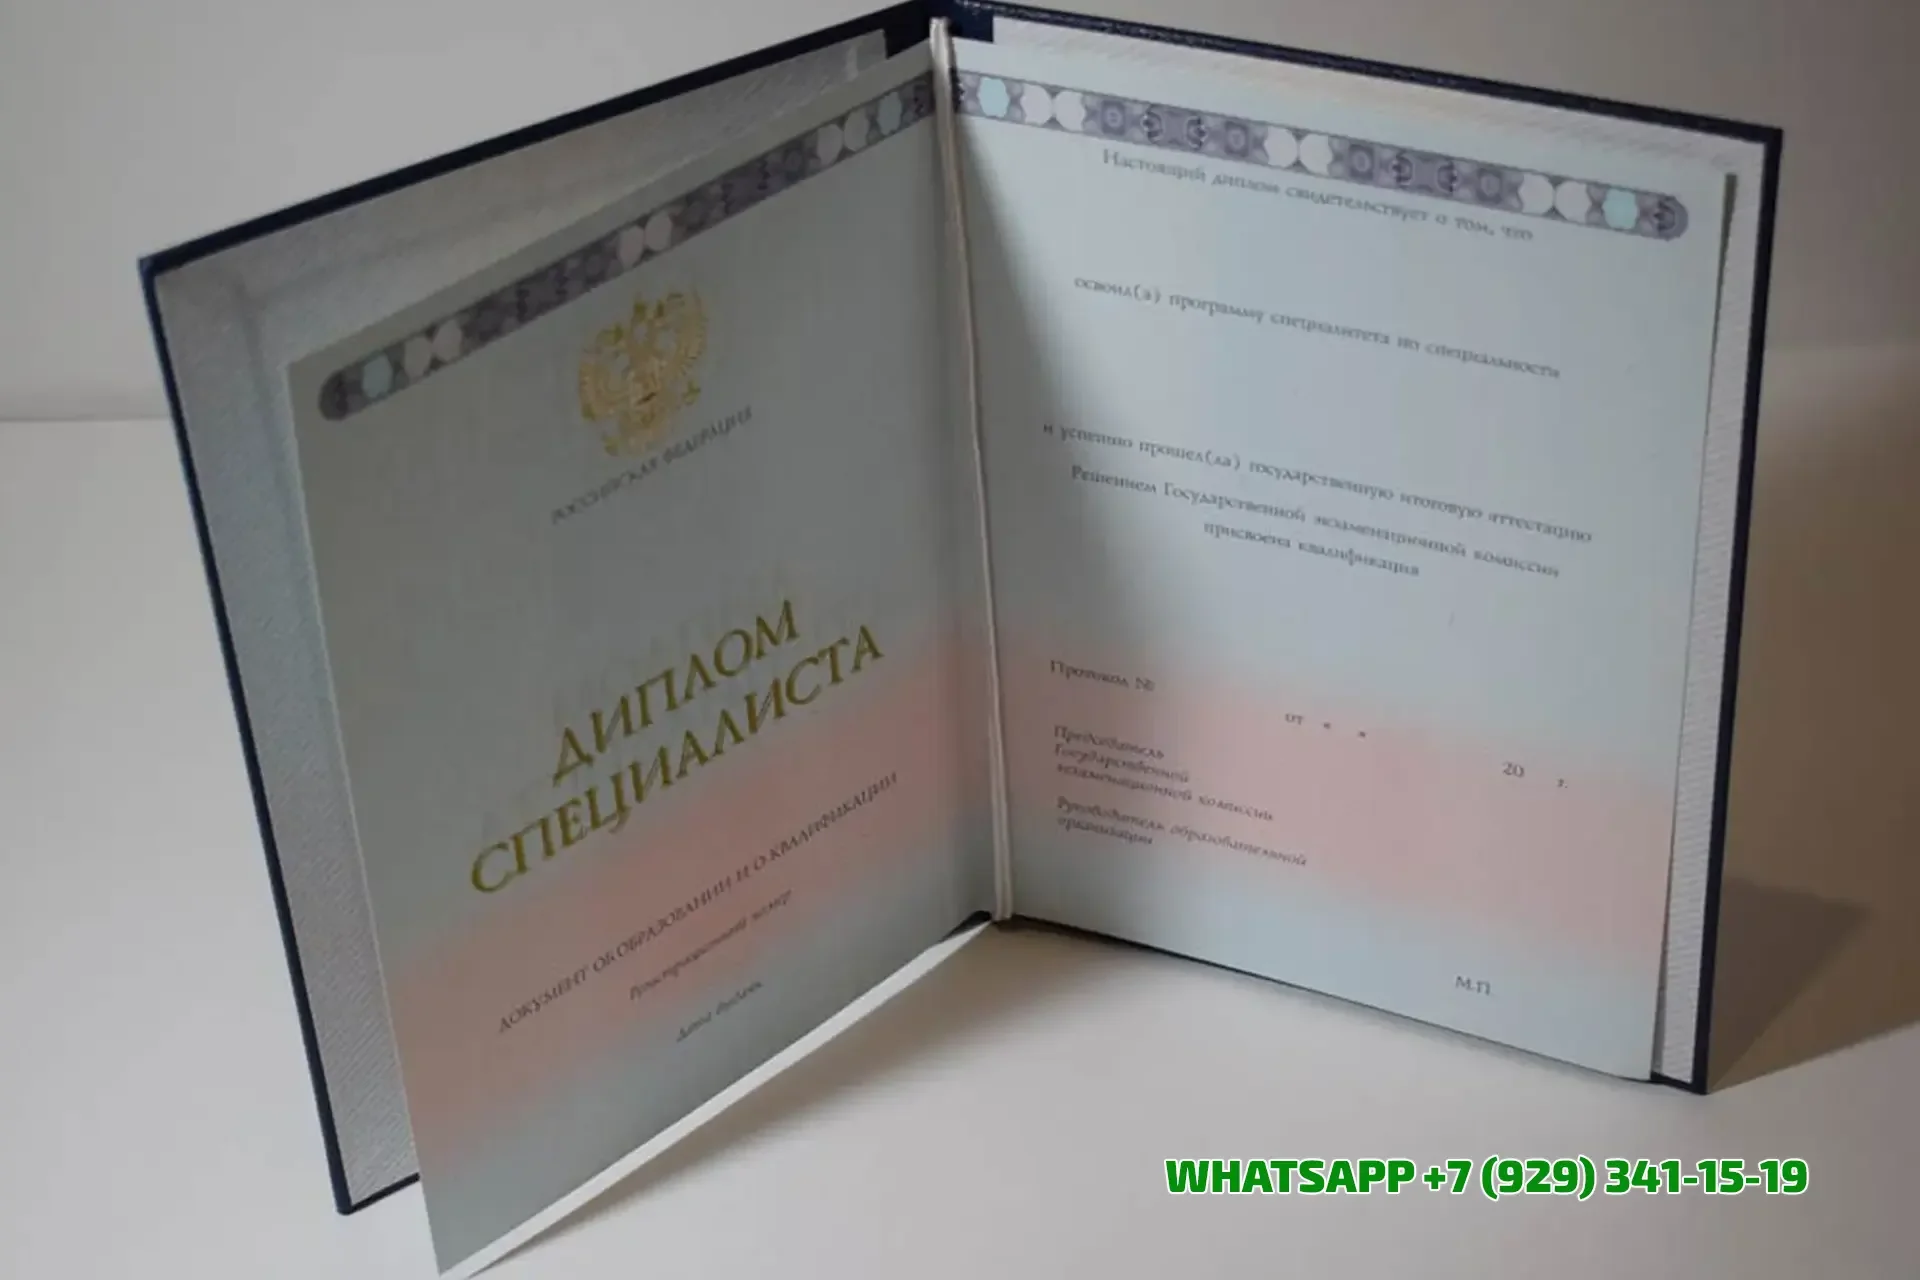 РОССИЙСКАЯ ФЕДЕРАЦИЯ
ДИПЛОМ
СПЕЦИАЛИСТА
ДОКУМЕНТ ОБ ОБРАЗОВАНИИ И О КВАЛИФИКАЦИИ
Регистрационный номер
Дата выдачи
Настоящий диплом свидетельствует о том, что
освоил(а) программу специалитета по специальности
и успешно прошел(ла) государственную итоговую аттестацию
Решением Государственной экзаменационной комиссии
присвоена квалификация
Протокол №
от « »
20 г.
Председатель
Государственной
экзаменационной комиссии
Руководитель образовательной
организации
М.П.
WHATSAPP +7 (929) 341-15-19